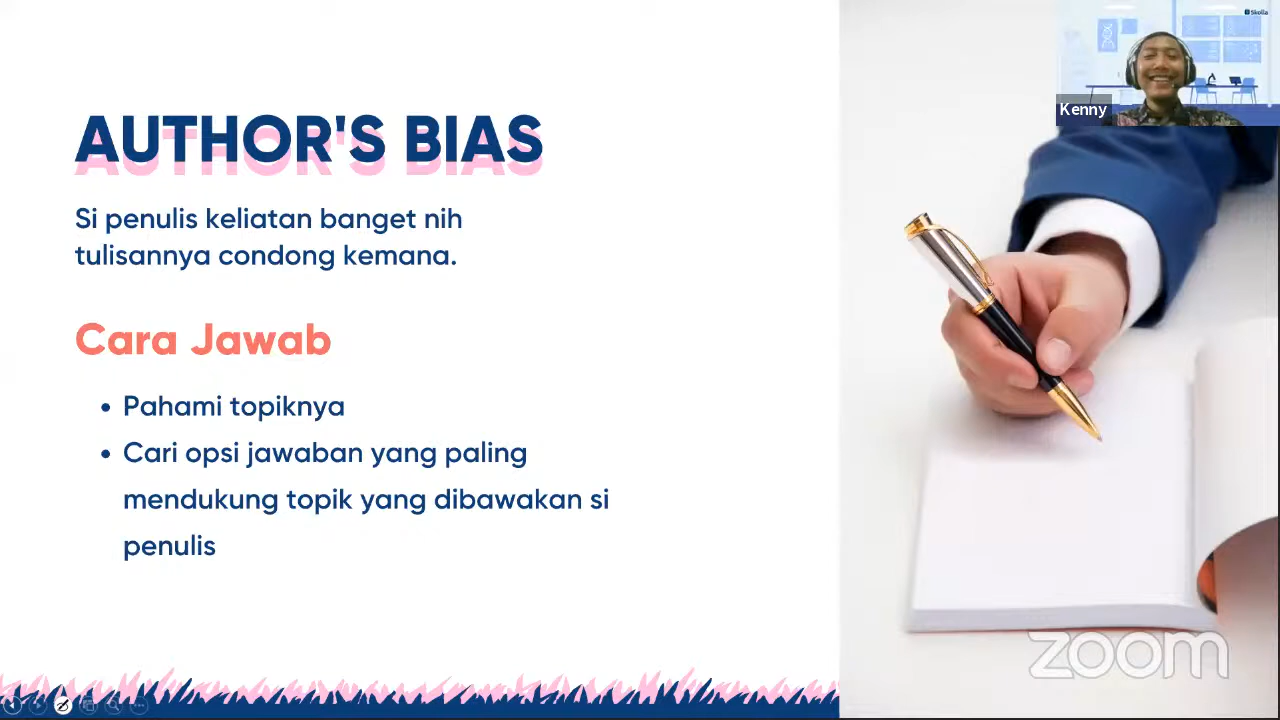 AUTHOR'S BIAS
Si penulis keliatan banget nih
tulisannya condong kemana.
Cara Jawab
• Pahami topiknya
• Cari opsi jawaban yang paling
mendukung topik yang dibawakan si
penulis
Skolla
Kenny
zoom